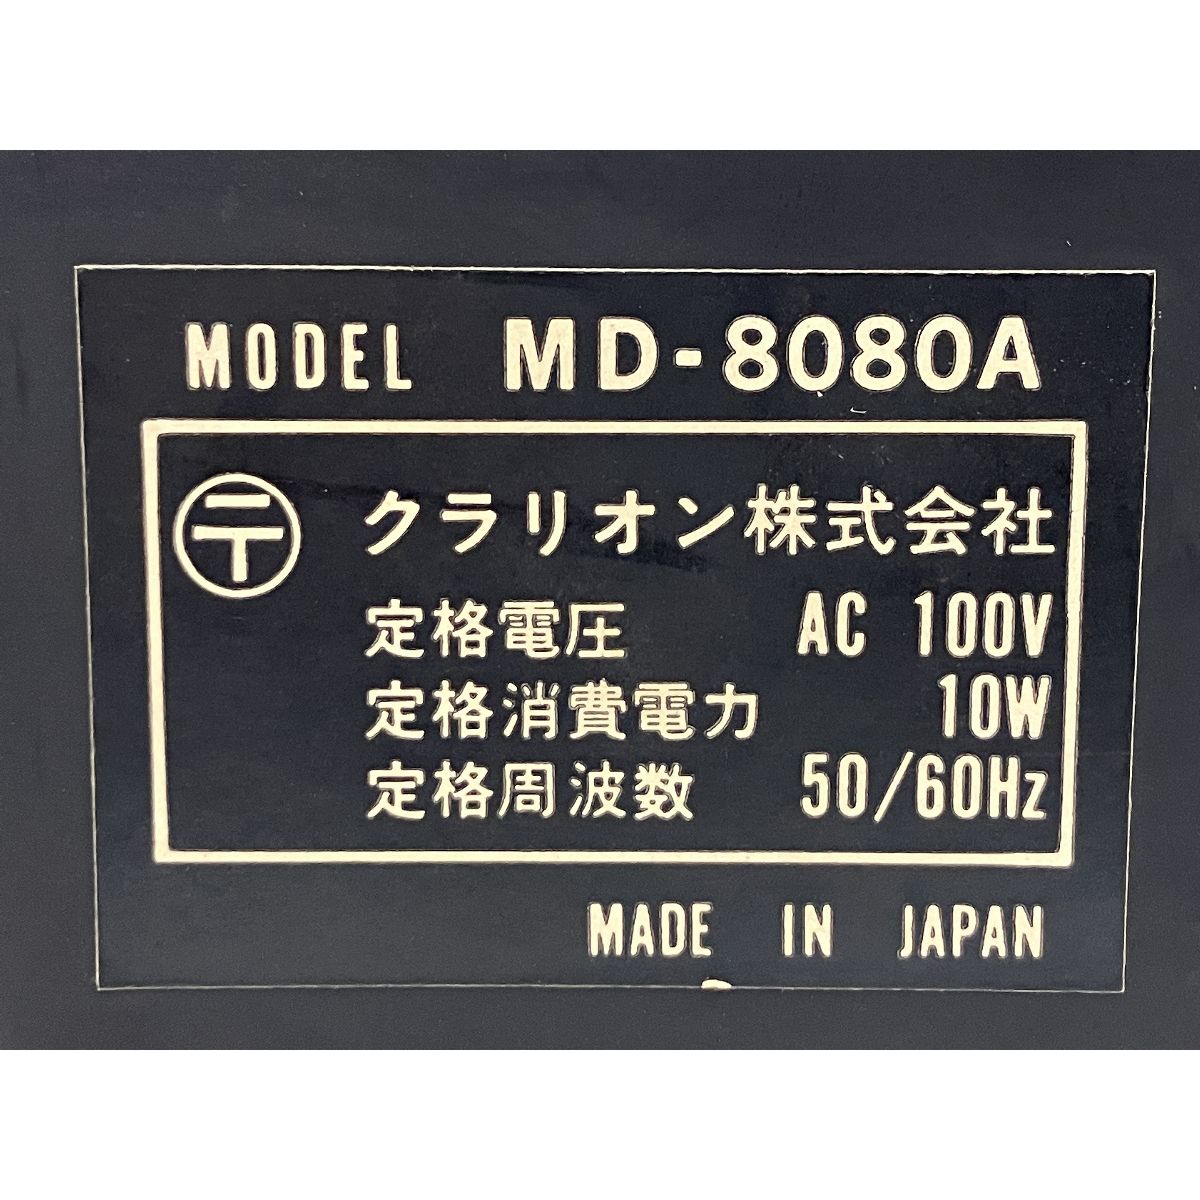 MODEL MD-8080A
〒 クラリオン株式会社
定格電圧 AC 100V
定格消費電力 10W
定格周波数 50/60Hz
MADE IN JAPAN